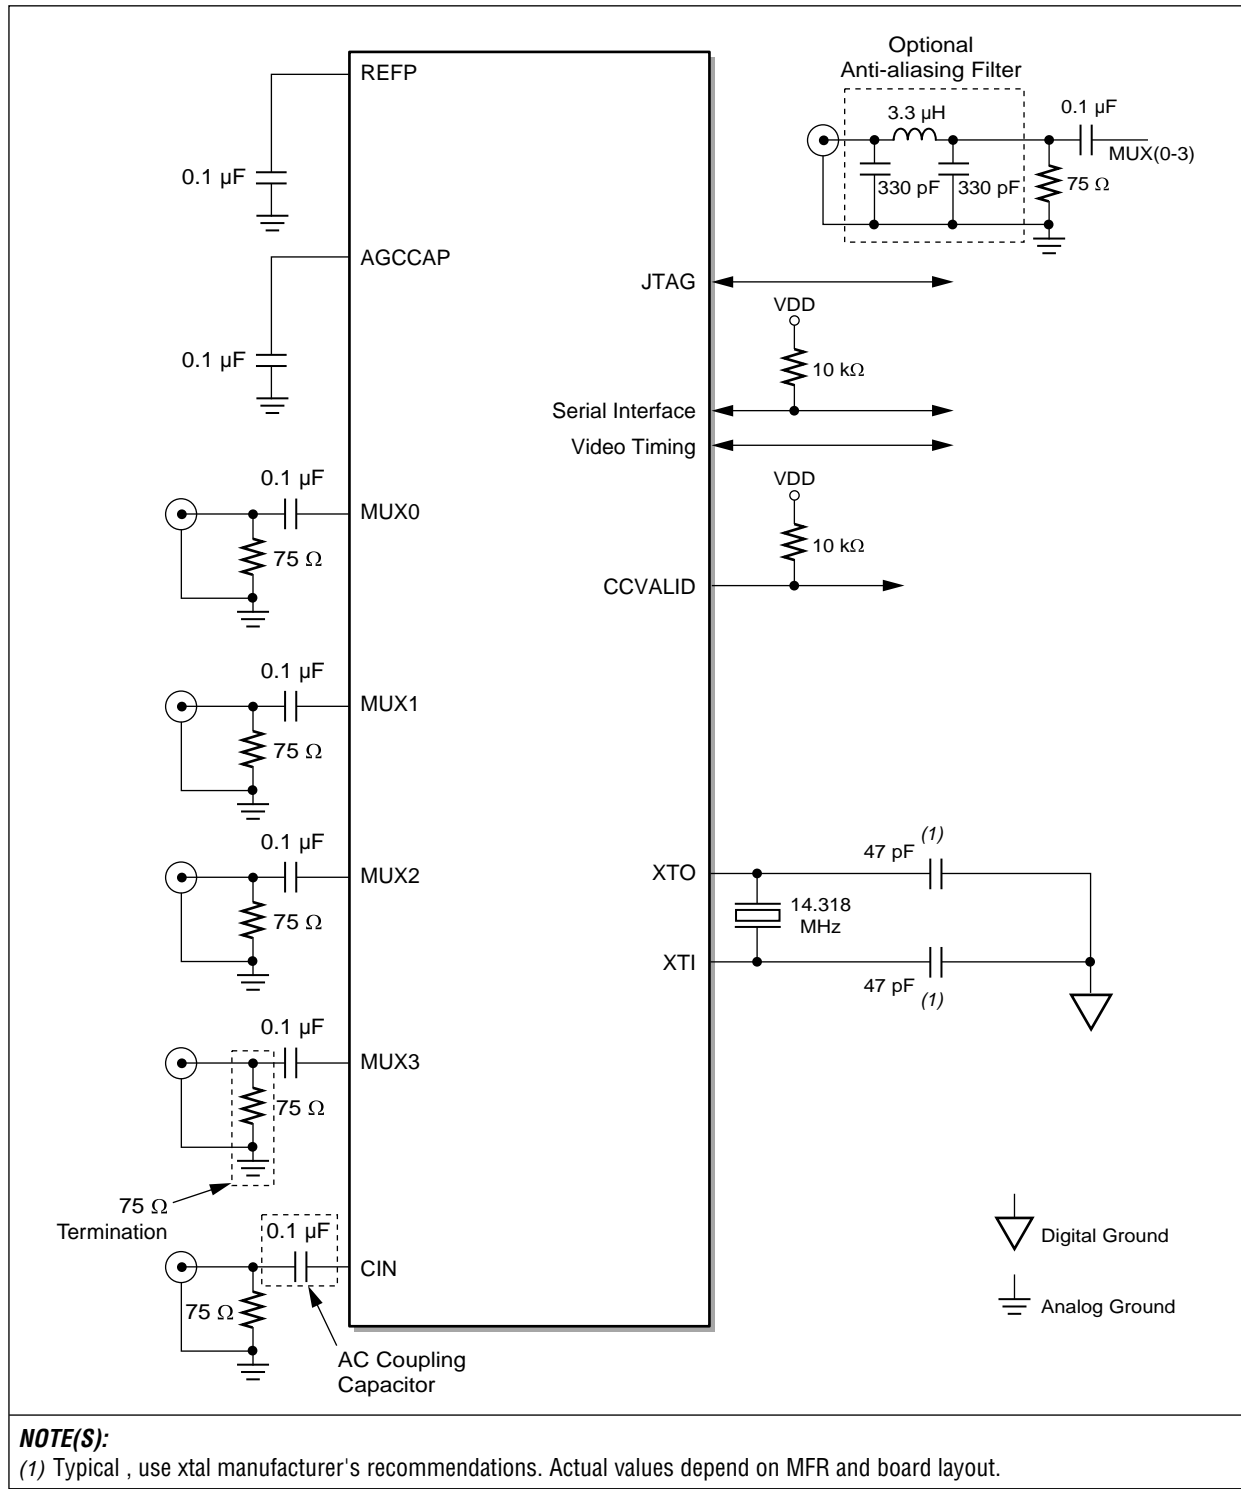 REFP
0.1 µF
AGCCAP
0.1 µF
0.1 µF
MUX0
75 Ω
0.1 µF
MUX1
75 Ω
0.1 µF
MUX2
75 Ω
0.1 µF
MUX3
75 Ω
75 Ω
Termination
0.1 µF
CIN
75 Ω
AC Coupling
Capacitor
Optional
Anti-aliasing Filter
3.3 µH
0.1 µF
MUX(0-3)
330 pF
330 pF
75 Ω
JTAG
VDD
10 kΩ
Serial Interface
Video Timing
VDD
10 kΩ
CCVALID
47 pF (1)
XTO
14.318
MHz
XTI
47 pF (1)
Digital Ground
Analog Ground
NOTE(S):
(1) Typical , use xtal manufacturer's recommendations. Actual values depend on MFR and board layout.